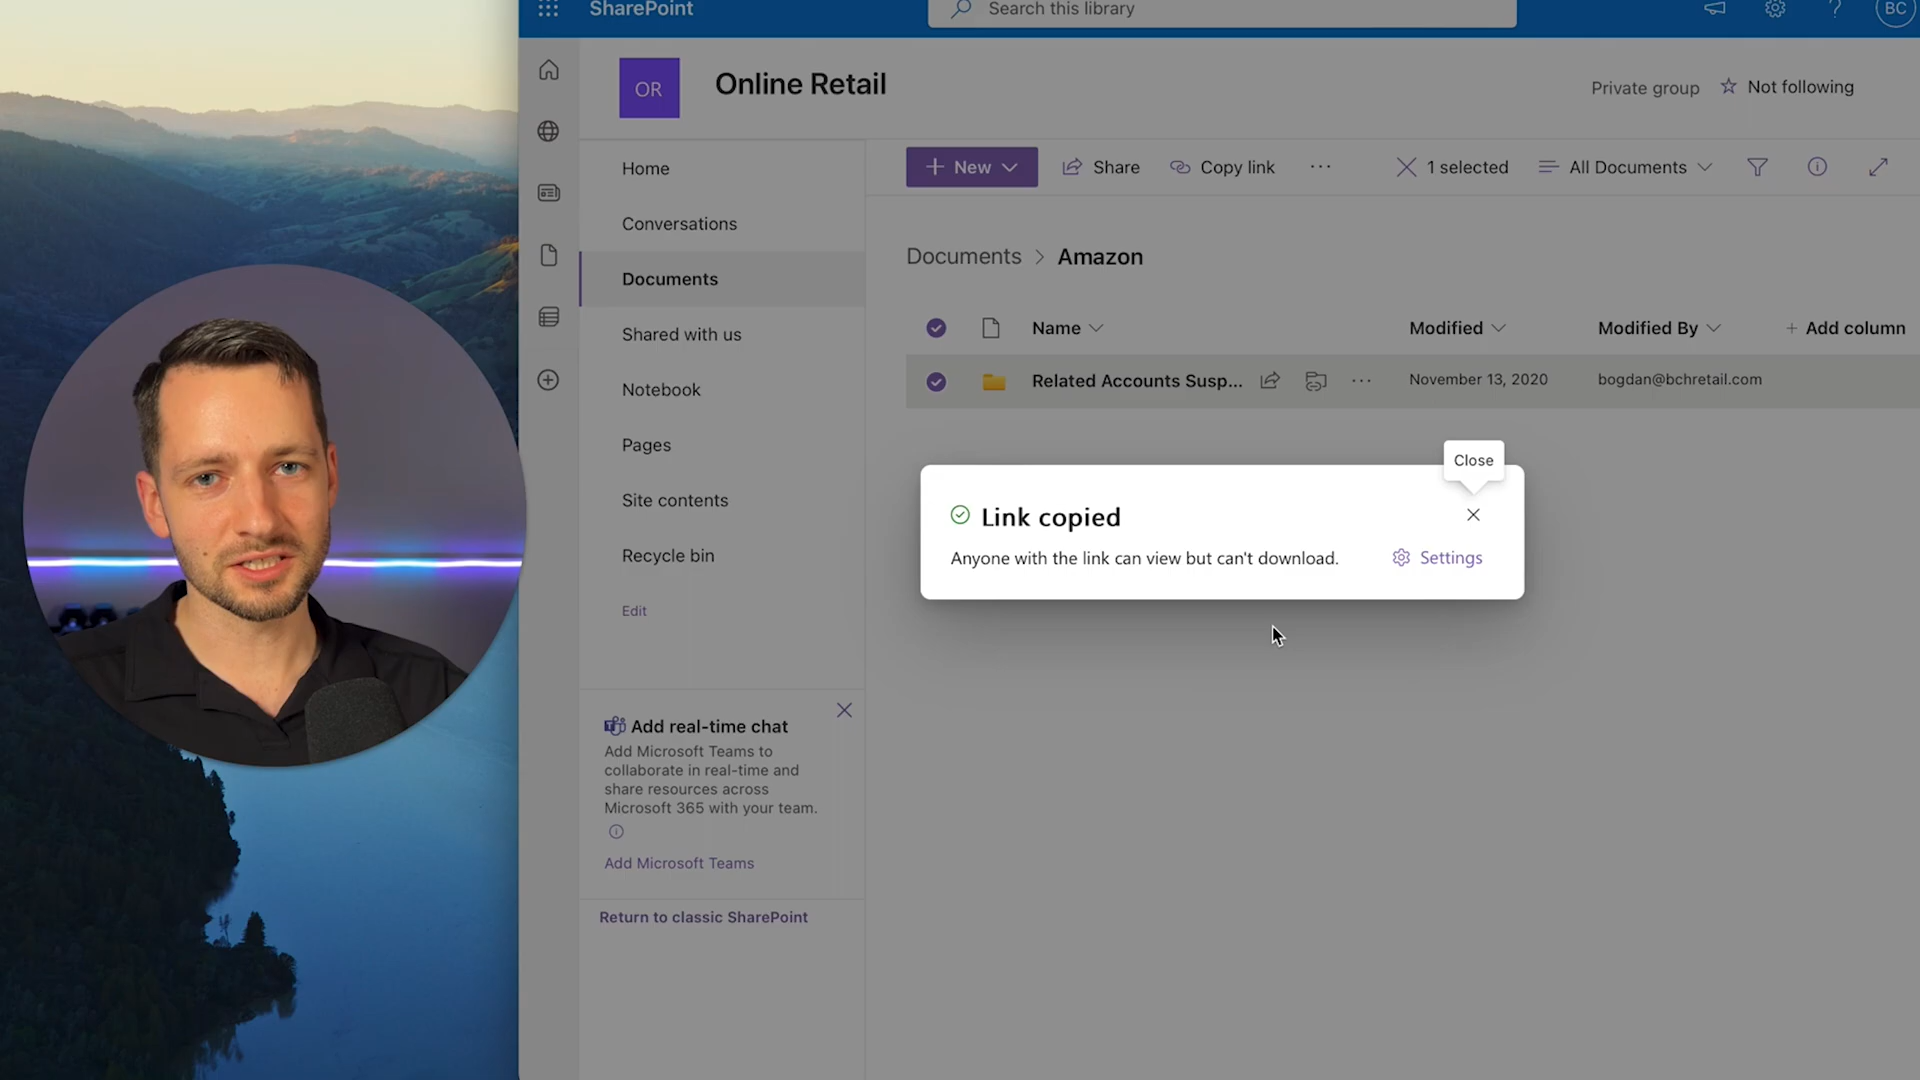 SharePoint
Search this library
BC
OR
Online Retail
Private group
Not following
Home
Conversations
Documents
Shared with us
Notebook
Pages
Site contents
Recycle bin
Edit
New
Share
Copy link
1 selected
All Documents
Documents > Amazon
Name
Modified
Modified By
+ Add column
Related Accounts Susp...
November 13, 2020
bogdan@bchretail.com
Close
Link copied
Anyone with the link can view but can't download.
Settings
Add real-time chat
Add Microsoft Teams to
collaborate in real-time and
share resources across
Microsoft 365 with your team.
Add Microsoft Teams
Return to classic SharePoint